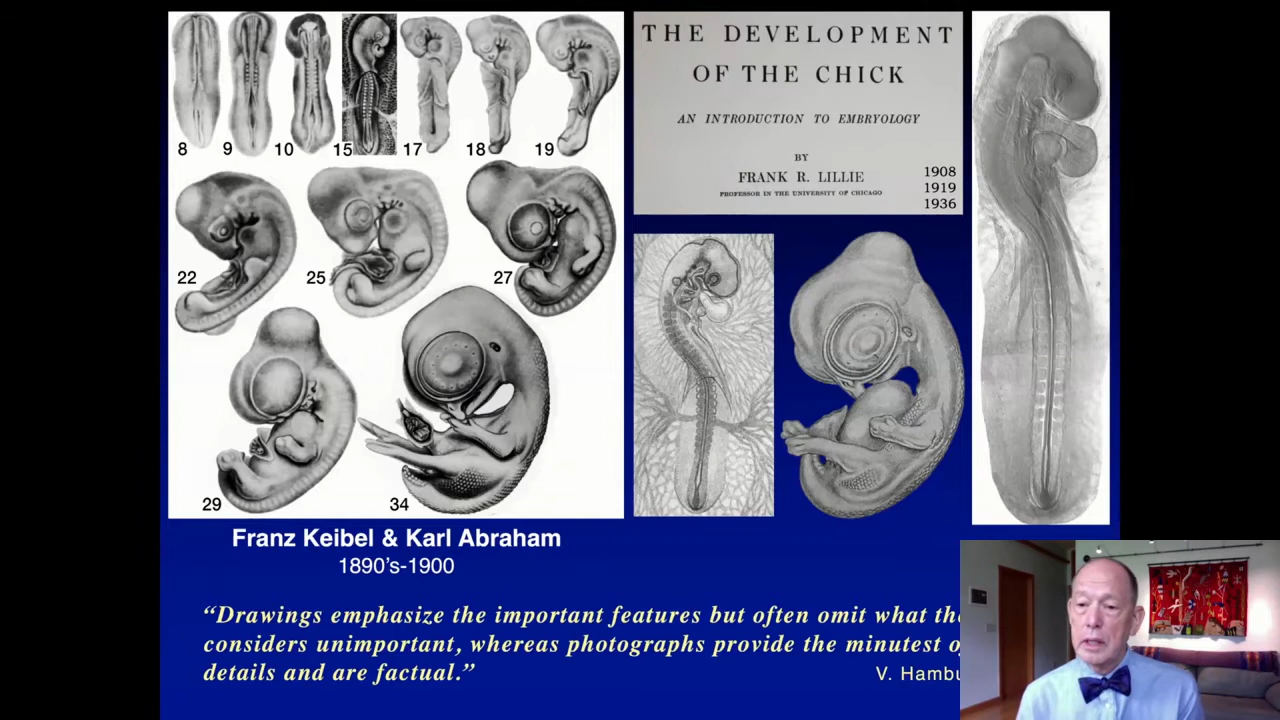 8 9 10 15 17 18 19
22 25 27
29 34
THE DEVELOPMENT
OF THE CHICK
AN INTRODUCTION TO EMBRYOLOGY
BY
FRANK R. LILLIE
PROFESSOR IN THE UNIVERSITY OF CHICAGO
1908
1919
1936
Franz Keibel & Karl Abraham
1890’s-1900
“Drawings emphasize the important features but often omit what
considers unimportant, whereas photographs provide the minutest
details and are factual.”
V. Hambu